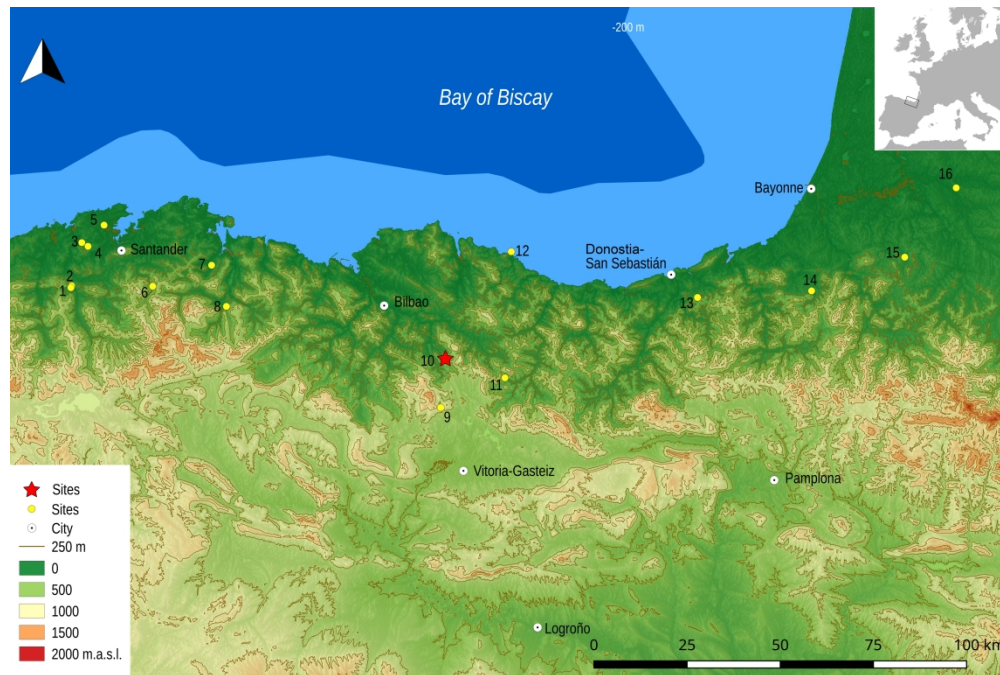 -200 m
Bay of Biscay
Bayonne
16
5
3
4
Santander
12
Donostia-
San Sebastián
15
7
2
1
6
14
8
Bilbao
13
10
11
9
Vitoria-Gasteiz
Pamplona
Logroño
Sites
Sites
City
250 m
0
500
1000
1500
2000 m.a.s.l.
0 25 50 75 100 km